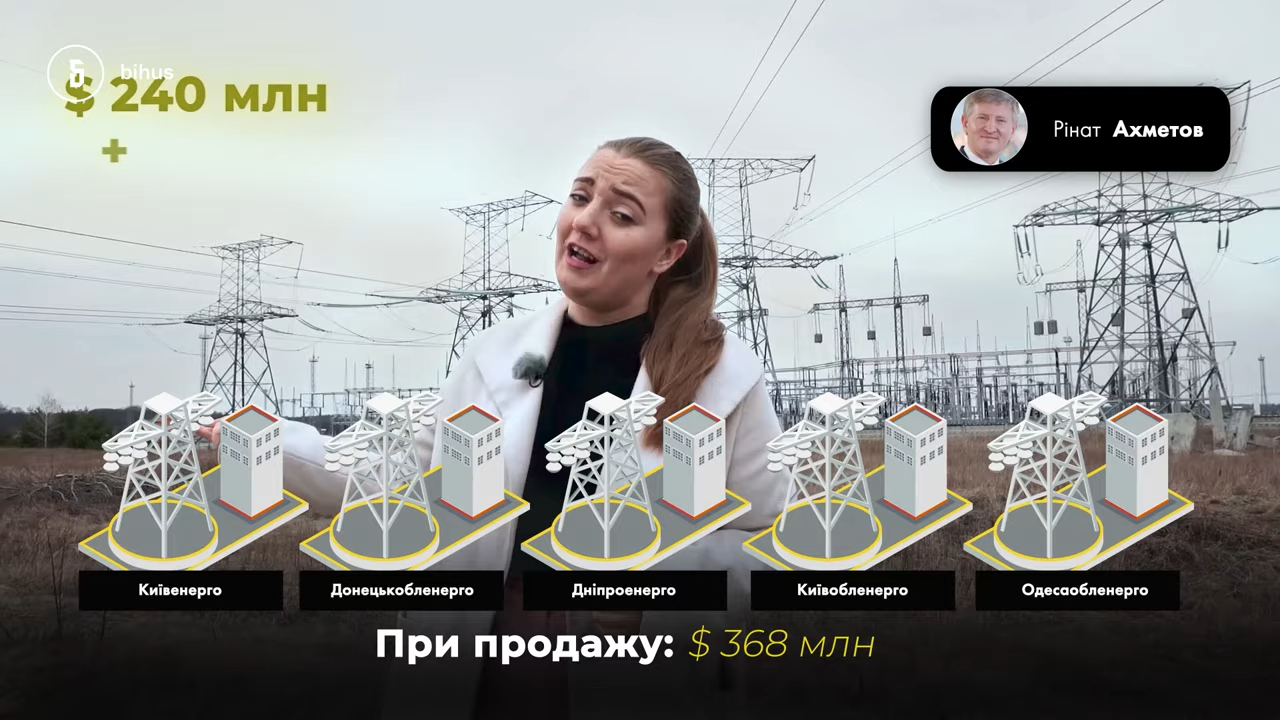 Б bihus
$ 240 млн
+
Рінат Ахметов
Київенерго
Донецькобленерго
Дніпроенерго
Київобленерго
Одесаобленерго
При продажу: $ 368 млн